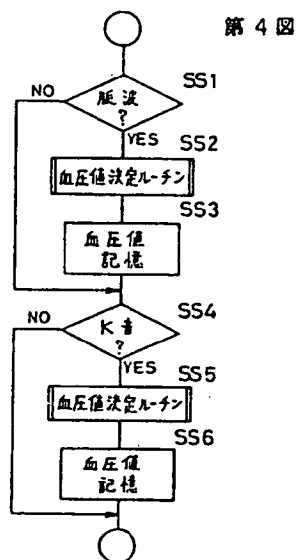 第4図
SS1
NO
脈波
?
YES
SS2
血圧値決定ルーチン
SS3
血圧値
記憶
SS4
NO
K音
?
YES
SS5
血圧値決定ルーチン
SS6
血圧値
記憶